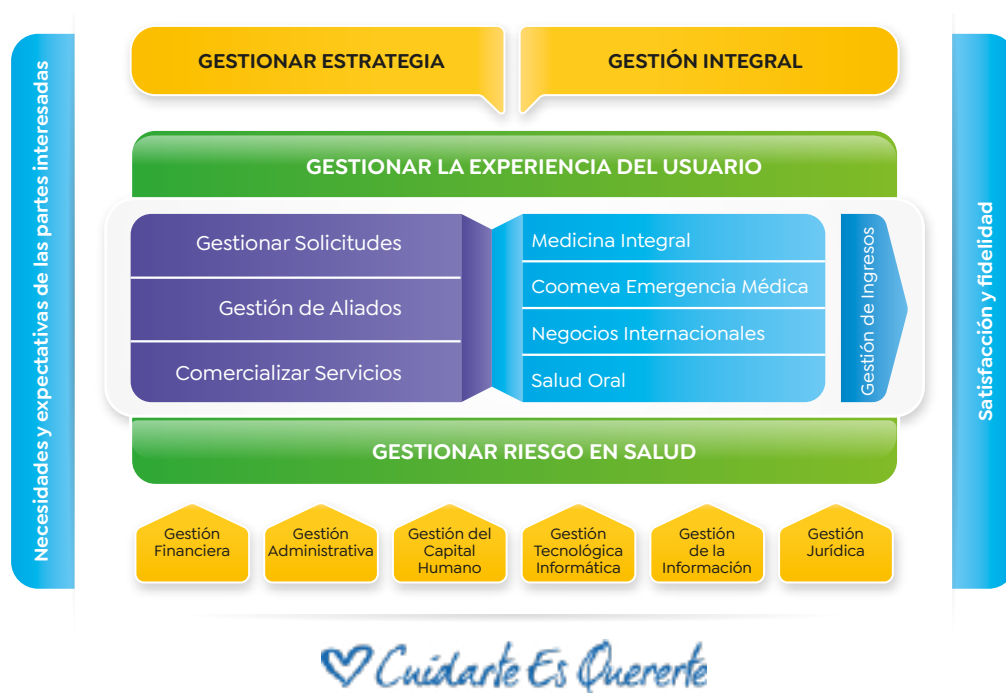 GESTIONAR ESTRATEGIA
GESTIÓN INTEGRAL
Necesidades y expectativas de las partes interesadas
GESTIONAR LA EXPERIENCIA DEL USUARIO
Gestionar Solicitudes
Gestión de Aliados
Comercializar Servicios
Medicina Integral
Coomeva Emergencia Médica
Negocios Internacionales
Salud Oral
Gestión de Ingresos
Satisfacción y fidelidad
GESTIONAR RIESGO EN SALUD
Gestión
Financiera
Gestión
Administrativa
Gestión del
Capital
Humano
Gestión
Tecnológica
Informática
Gestión
de la
Información
Gestión
Jurídica
Cuidarte Es Quererte